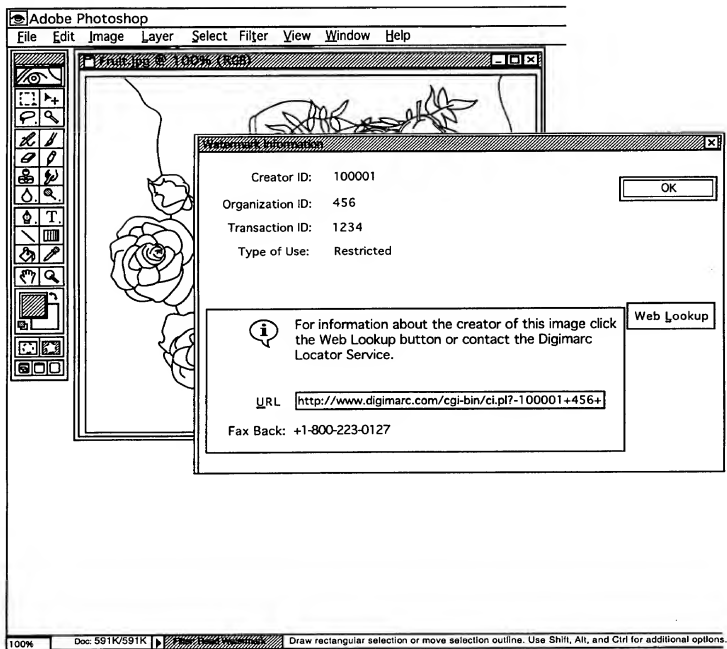 Adobe Photoshop
File Edit Image Layer Select Filter View Window Help
Fruit.jpg @ 100% (RGB)
Watermark Information
Creator ID: 100001
OK
Organization ID: 456
Transaction ID: 1234
Type of Use: Restricted
For information about the creator of this image click
the Web Lookup button or contact the Digimarc
Locator Service.
Web Lookup
URL http://www.digimarc.com/cgi-bin/ci.pl?-100001+456+
Fax Back: +1-800-223-0127
T
100% Doc: 591K/591K Filter: Read Watermark Draw rectangular selection or move selection outline. Use Shift, Alt, and Ctrl for additional options.